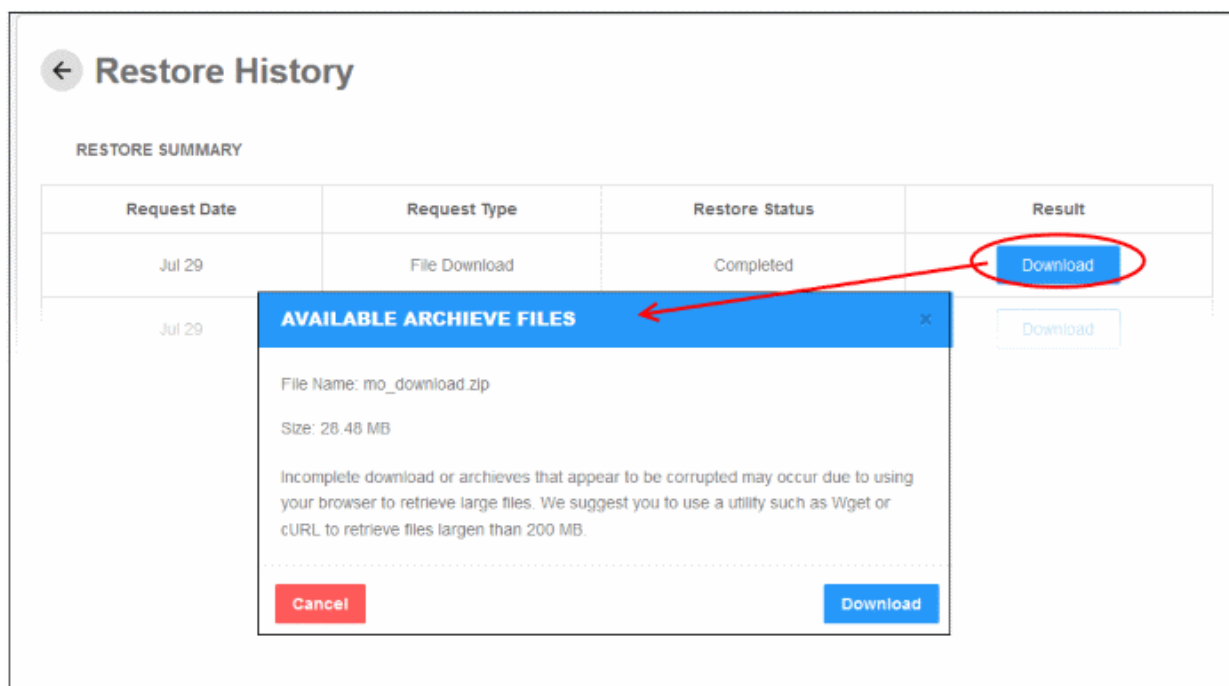 Restore History
RESTORE SUMMARY
Request Date Request Type Restore Status Result
Jul 29 File Download Completed Download
Jul 29 Download
AVAILABLE ARCHIEVE FILES ×
File Name: mo_download.zip
Size: 28.48 MB
Incomplete download or archieves that appear to be corrupted may occur due to using
your browser to retrieve large files. We suggest you to use a utility such as Wget or
cURL to retrieve files largen than 200 MB.
Cancel Download